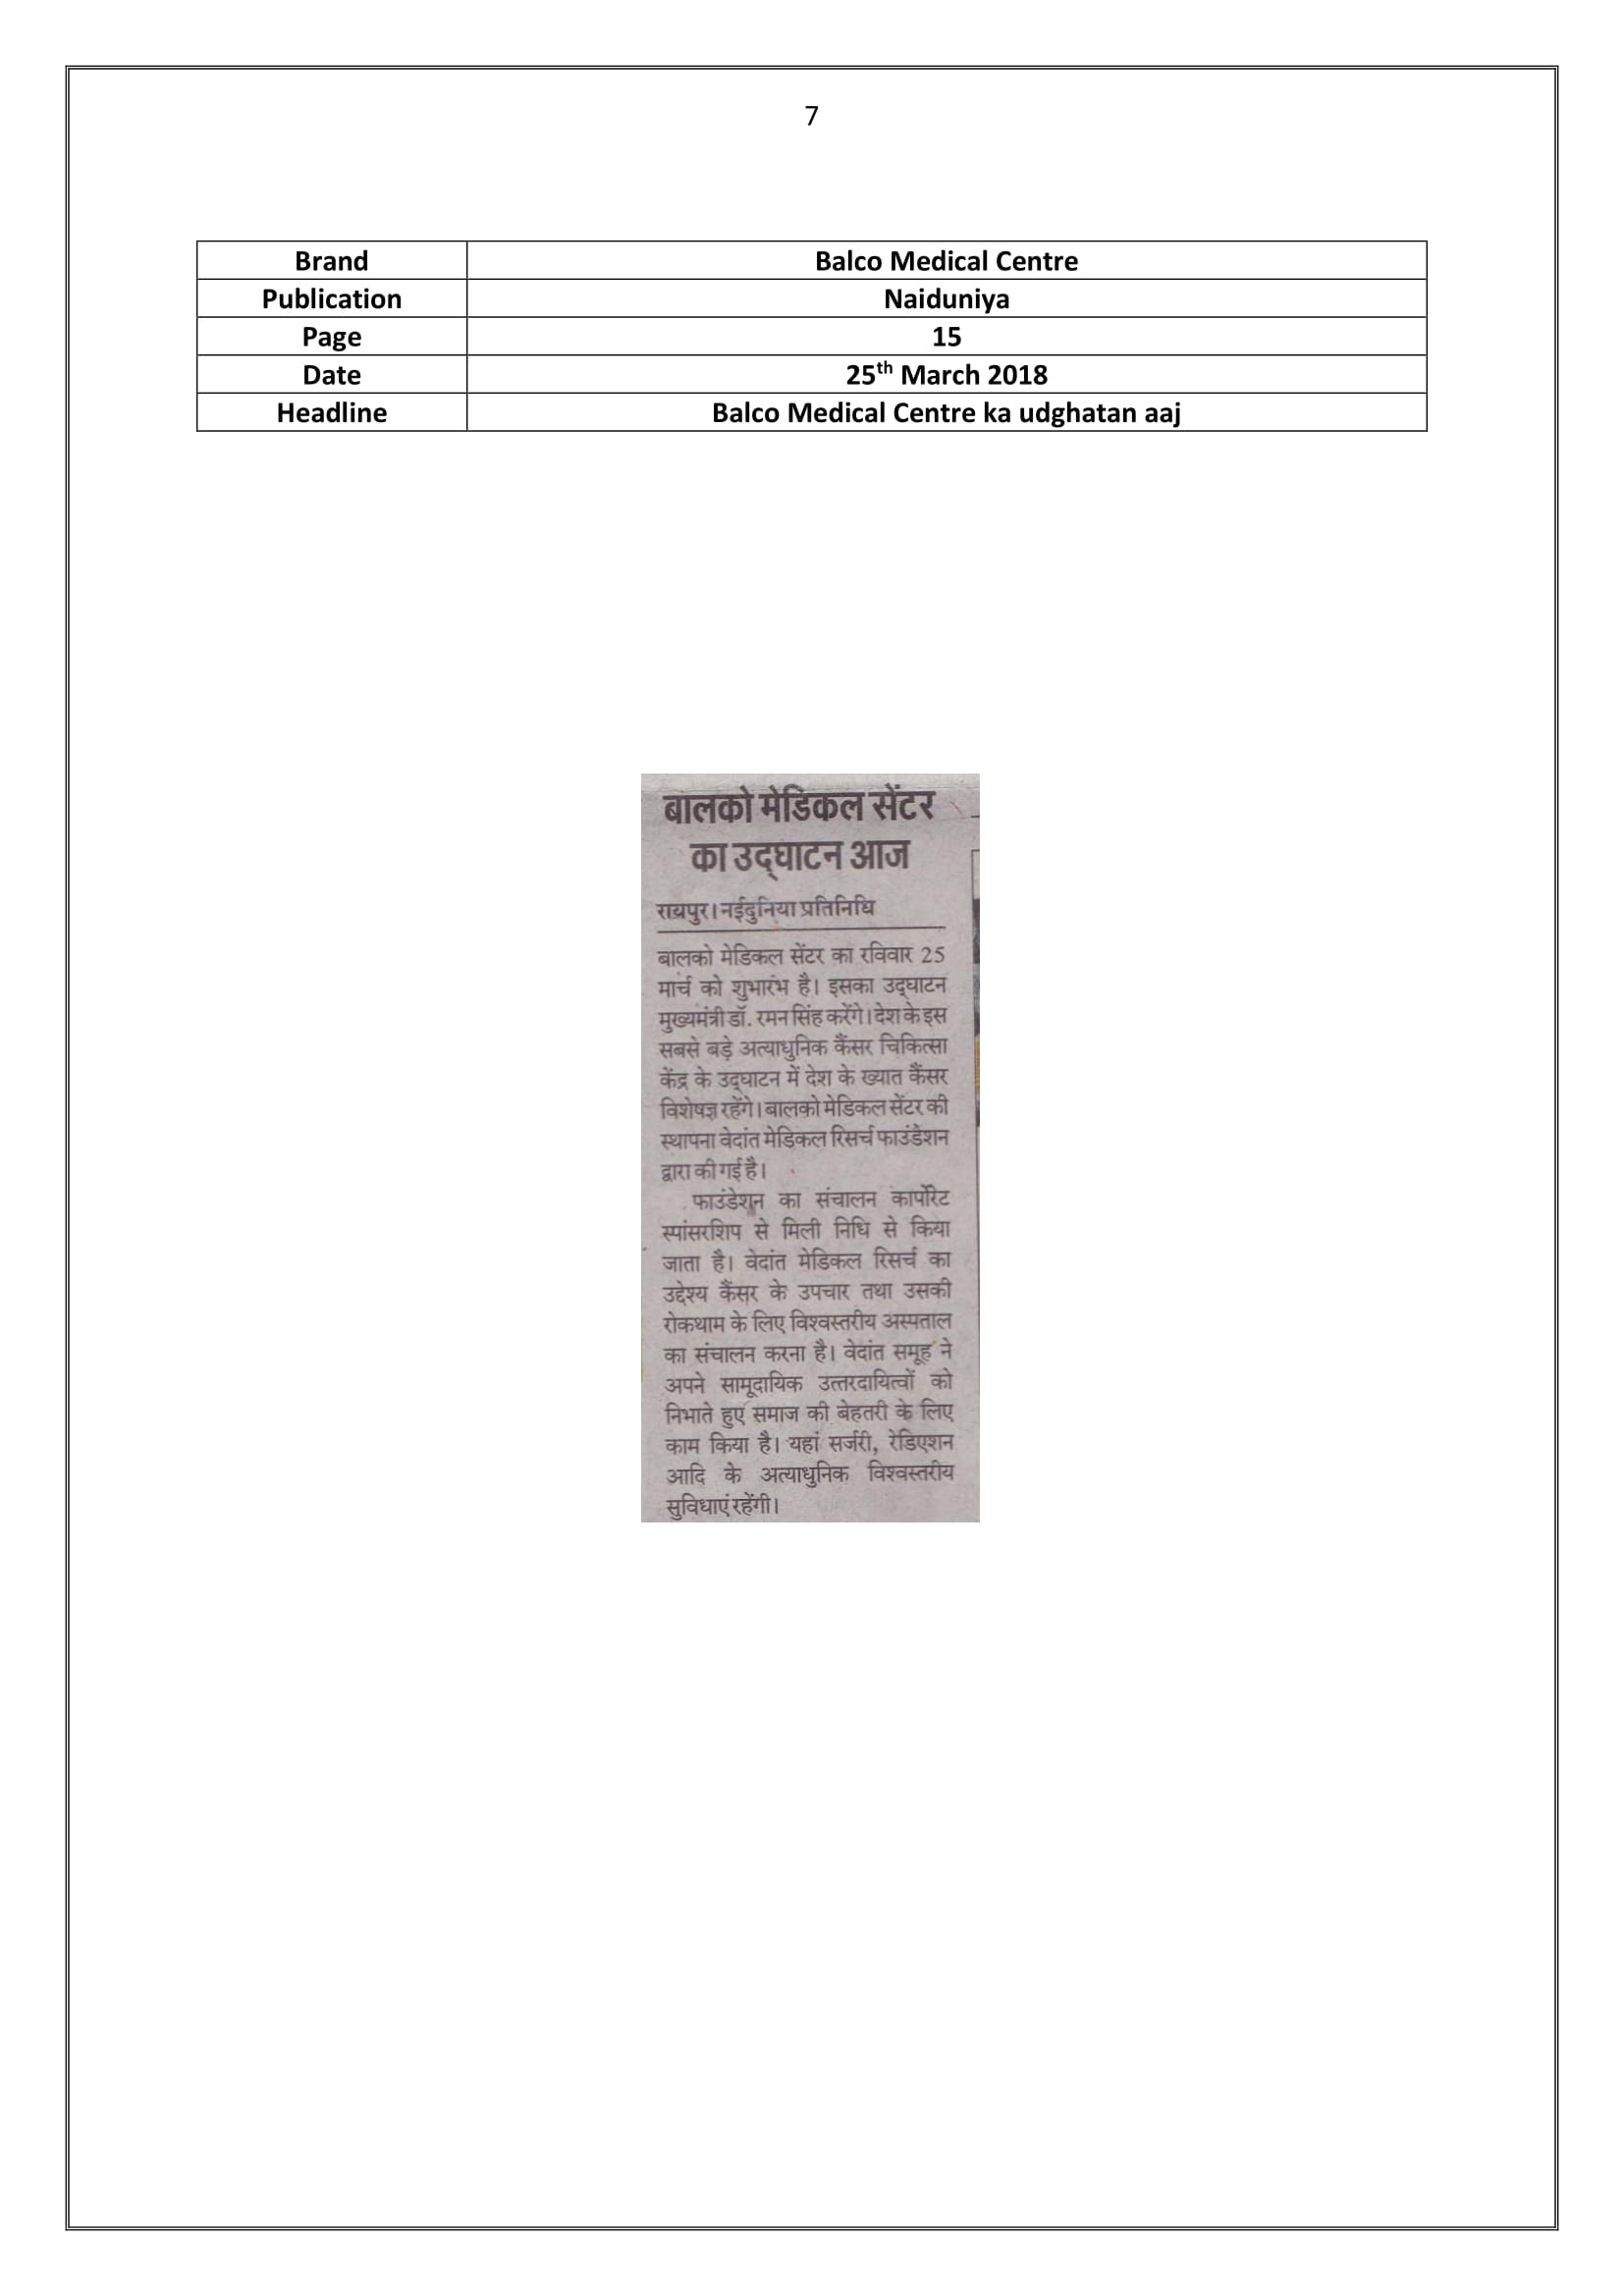 7
Brand Balco Medical Centre
Publication Naiduniya
Page 15
Date 25th March 2018
Headline Balco Medical Centre ka udghatan aaj
बालको मेडिकल सेंटर
का उद्‌घाटन आज
रायपुर। नईदुनिया प्रतिनिधि
बालको मेडिकल सेंटर का रविवार 25
मार्च को शुभारंभ है। इसका उद्‌घाटन
मुख्यमंत्री डॉ. रमन सिंह करेंगे। देश के इस
सबसे बड़े अत्याधुनिक कैंसर चिकित्सा
केंद्र के उद्‌घाटन में देश के ख्यात कैंसर
विशेषज्ञ रहेंगे। बालको मेडिकल सेंटर की
स्थापना वेदांत मेडिकल रिसर्च फाउंडेशन
द्वारा की गई है।
फाउंडेशन का संचालन कार्पोरेट
स्पांसरशिप से मिली निधि से किया
जाता है। वेदांत मेडिकल रिसर्च का
उद्देश्य कैंसर के उपचार तथा उसकी
रोकथाम के लिए विश्वस्तरीय अस्पताल
का संचालन करना है। वेदांत समूह ने
अपने सामूदायिक उत्तरदायित्वों को
निभाते हुए समाज की बेहतरी के लिए
काम किया है। यहां सर्जरी, रेडिएशन
आदि के अत्याधुनिक विश्वस्तरीय
सुविधाएं रहेंगी।